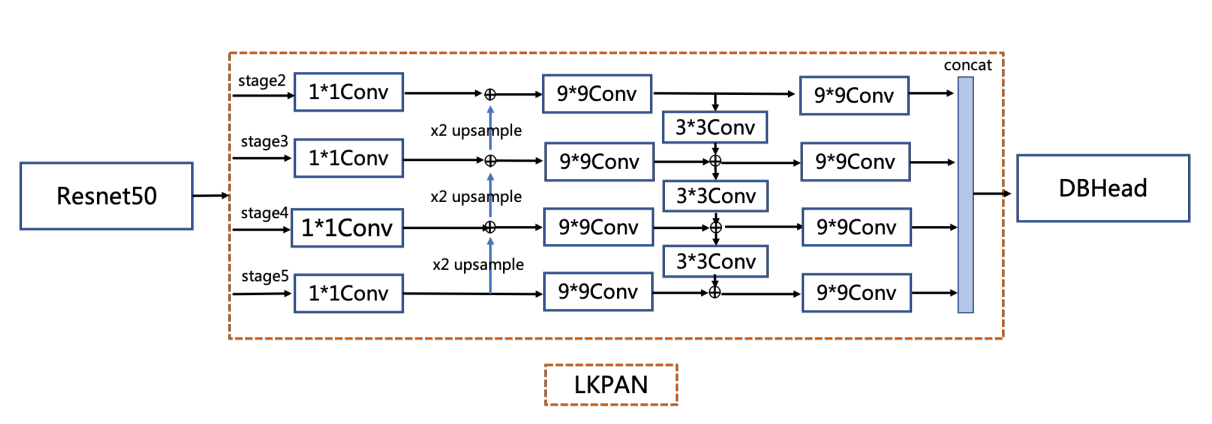 concat
stage2
1*1Conv
9*9Conv
9*9Conv
3*3Conv
x2 upsample
stage3
1*1Conv
9*9Conv
9*9Conv
Resnet50
DBHead
x2 upsample
3*3Conv
stage4
1*1Conv
9*9Conv
9*9Conv
x2 upsample
3*3Conv
stage5
1*1Conv
9*9Conv
9*9Conv
LKPAN